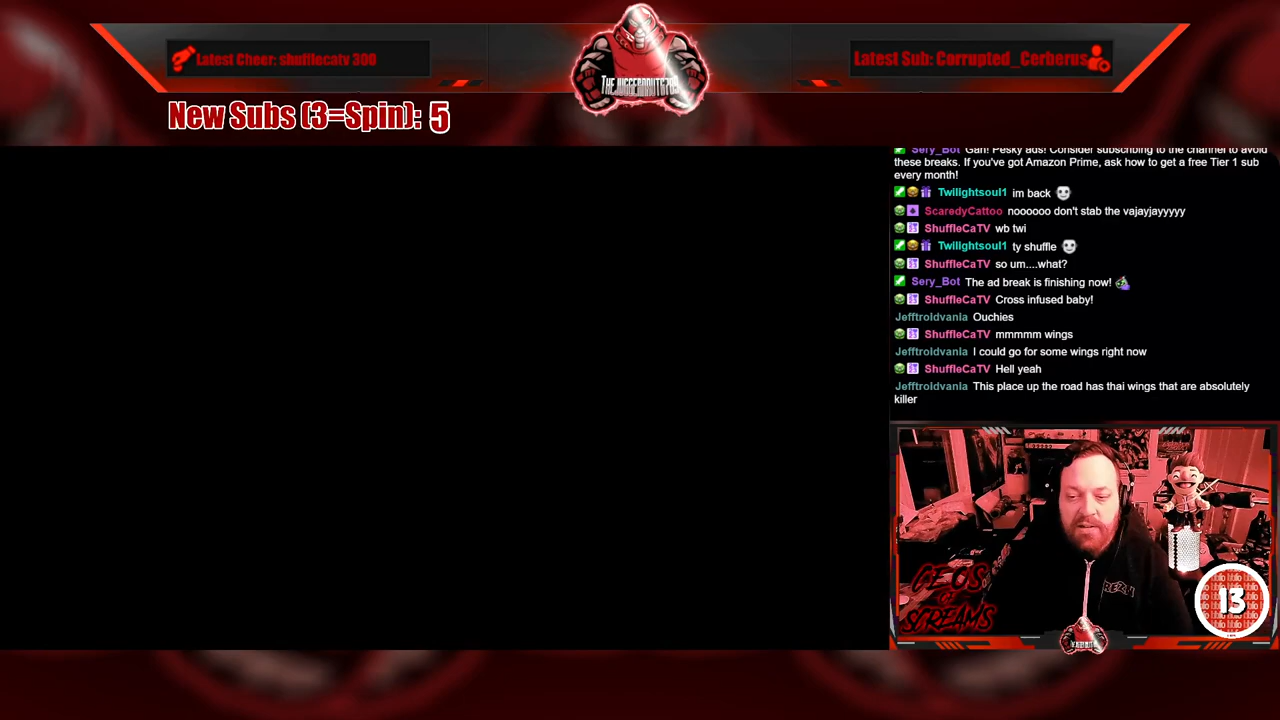 Latest Cheer: shufflecatv 300
THEJUGGERNAUT6789
Latest Sub: Corrupted_Cerberus
New Subs (3=Spin): 5
Sery_Bot Gah! Pesky ads! Consider subscribing to the channel to avoid
these breaks. If you've got Amazon Prime, ask how to get a free Tier 1 sub
every month!
Twilightsoul1 im back
ScaredyCattoo noooooo don't stab the vajayjayyyyy
ShuffleCaTV wb twi
Twilightsoul1 ty shuffle
ShuffleCaTV so um....what?
Sery_Bot The ad break is finishing now!
ShuffleCaTV Cross infused baby!
Jefftroldvania Ouchies
ShuffleCaTV mmmmm wings
Jefftroldvania I could go for some wings right now
ShuffleCaTV Hell yeah
Jefftroldvania This place up the road has thai wings that are absolutely
killer
GEOS
OF
SCREAMS
13